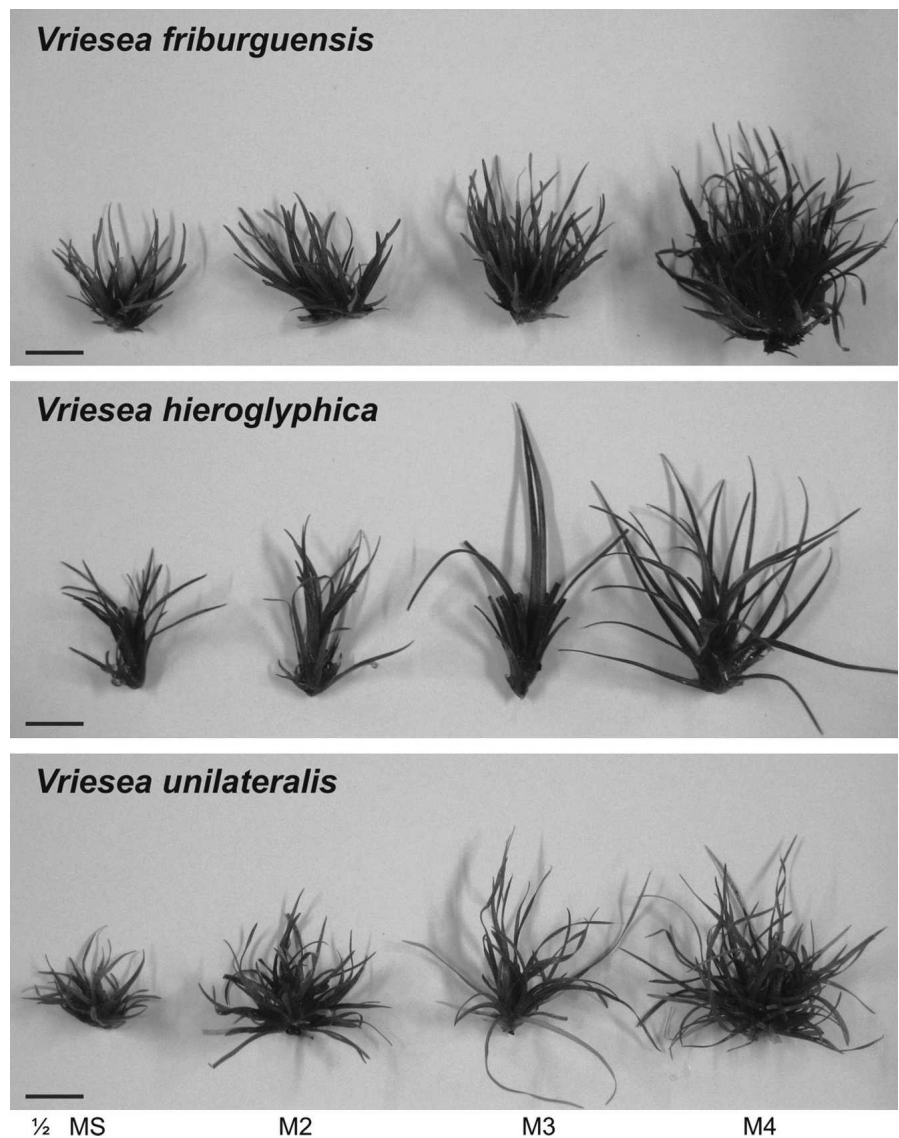 Vriesea friburguensis
Vriesea hieroglyphica
Vriesea unilateralis
½ MS M2 M3 M4